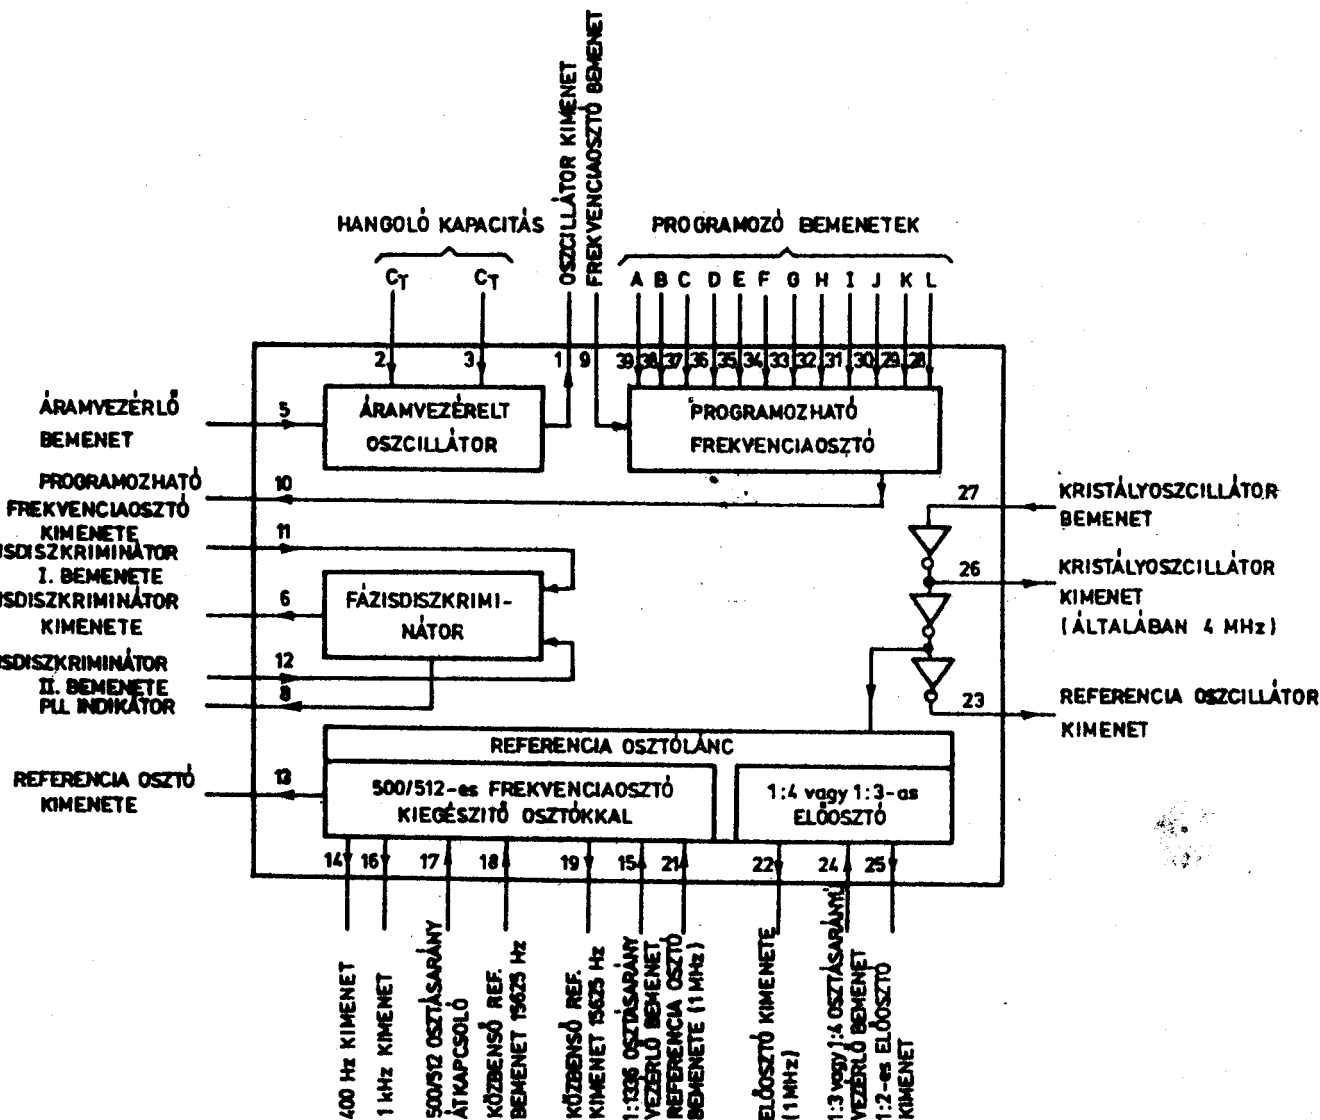 OSZCILLÁTOR KIMENET
FREKVENCIAOSZTÓ BEMENET
HANGOLÓ KAPACITÁS
PROGRAMOZÓ BEMENETEK
CT CT
A B C D E F G H I J K L
2 3 1 9 39 38 37 36 35 34 33 32 31 30 29 28
ÁRAMVEZÉRLŐ
BEMENET
5
ÁRAMVEZÉRELT
OSZCILLÁTOR
PROGRAMOZHATÓ
FREKVENCIAOSZTÓ
PROGRAMOZHATÓ
FREKVENCIAOSZTÓ
KIMENETE
10
27
KRISTÁLYOSZCILLÁTOR
BEMENET
ISDISZKRIMINÁTOR
I. BEMENETE
11
26
KRISTÁLYOSZCILLÁTOR
KIMENET
(ÁLTALÁBAN 4 MHz)
ISDISZKRIMINÁTOR
KIMENETE
6
FÁZISDISZKRIMI-
NÁTOR
ISDISZKRIMINÁTOR
II. BEMENETE
12
PLL INDIKÁTOR
8
23
REFERENCIA OSZCILLÁTOR
KIMENET
REFERENCIA OSZTÓLÁNC
REFERENCIA OSZTÓ
KIMENETE
13
500/512-es FREKVENCIAOSZTÓ
KIEGÉSZITŐ OSZTÓKKAL
1:4 vagy 1:3-as
ELŐOSZTÓ
14 16 17 18 19 15 21 22 24 25
400 Hz KIMENET
1 kHz KIMENET
500/512 OSZTÁSARÁNY
ÁTKAPCSOLÓ
KÖZBENSŐ REF.
BEMENET 15625 Hz
KÖZBENSŐ REF.
KIMENET 15625 Hz
1:1336 OSZTÁSARÁNY
VEZÉRLŐ BEMENET
REFERENCIA OSZTÓ
BEMENETE (1 MHz)
ELŐOSZTÓ KIMENETE
(1 MHz)
1:3 vagy 1:4 OSZTÁSARÁNYÚ
VEZÉRLŐ BEMENET
1:2-es ELŐOSZTÓ
KIMENET